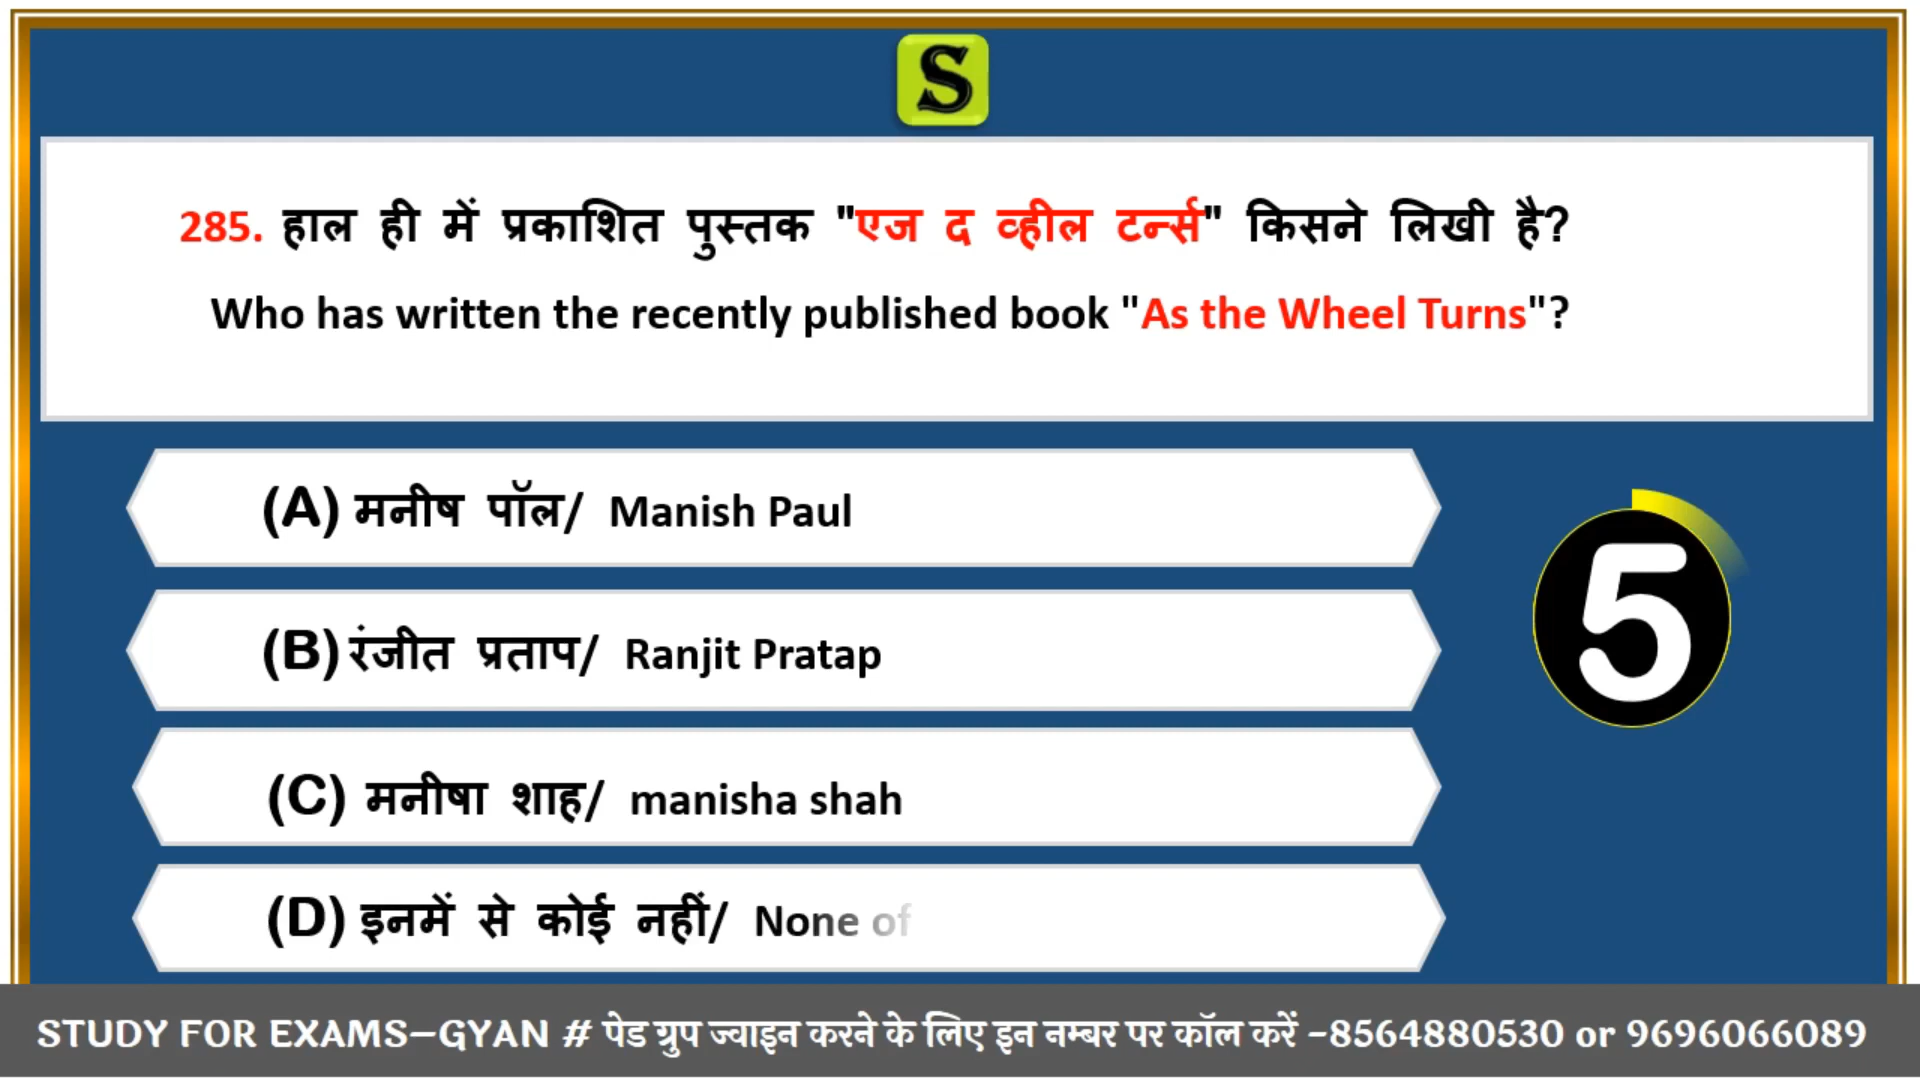 S
285. हाल ही में प्रकाशित पुस्तक "एज द व्हील टर्न्स" किसने लिखी है?
Who has written the recently published book "As the Wheel Turns"?
(A) मनीष पॉल/ Manish Paul
(B) रंजीत प्रताप/ Ranjit Pratap
(C) मनीषा शाह/ manisha shah
(D) इनमें से कोई नहीं/ None of
5
STUDY FOR EXAMS–GYAN # पेड ग्रुप ज्वाइन करने के लिए इन नम्बर पर कॉल करें -8564880530 or 9696066089